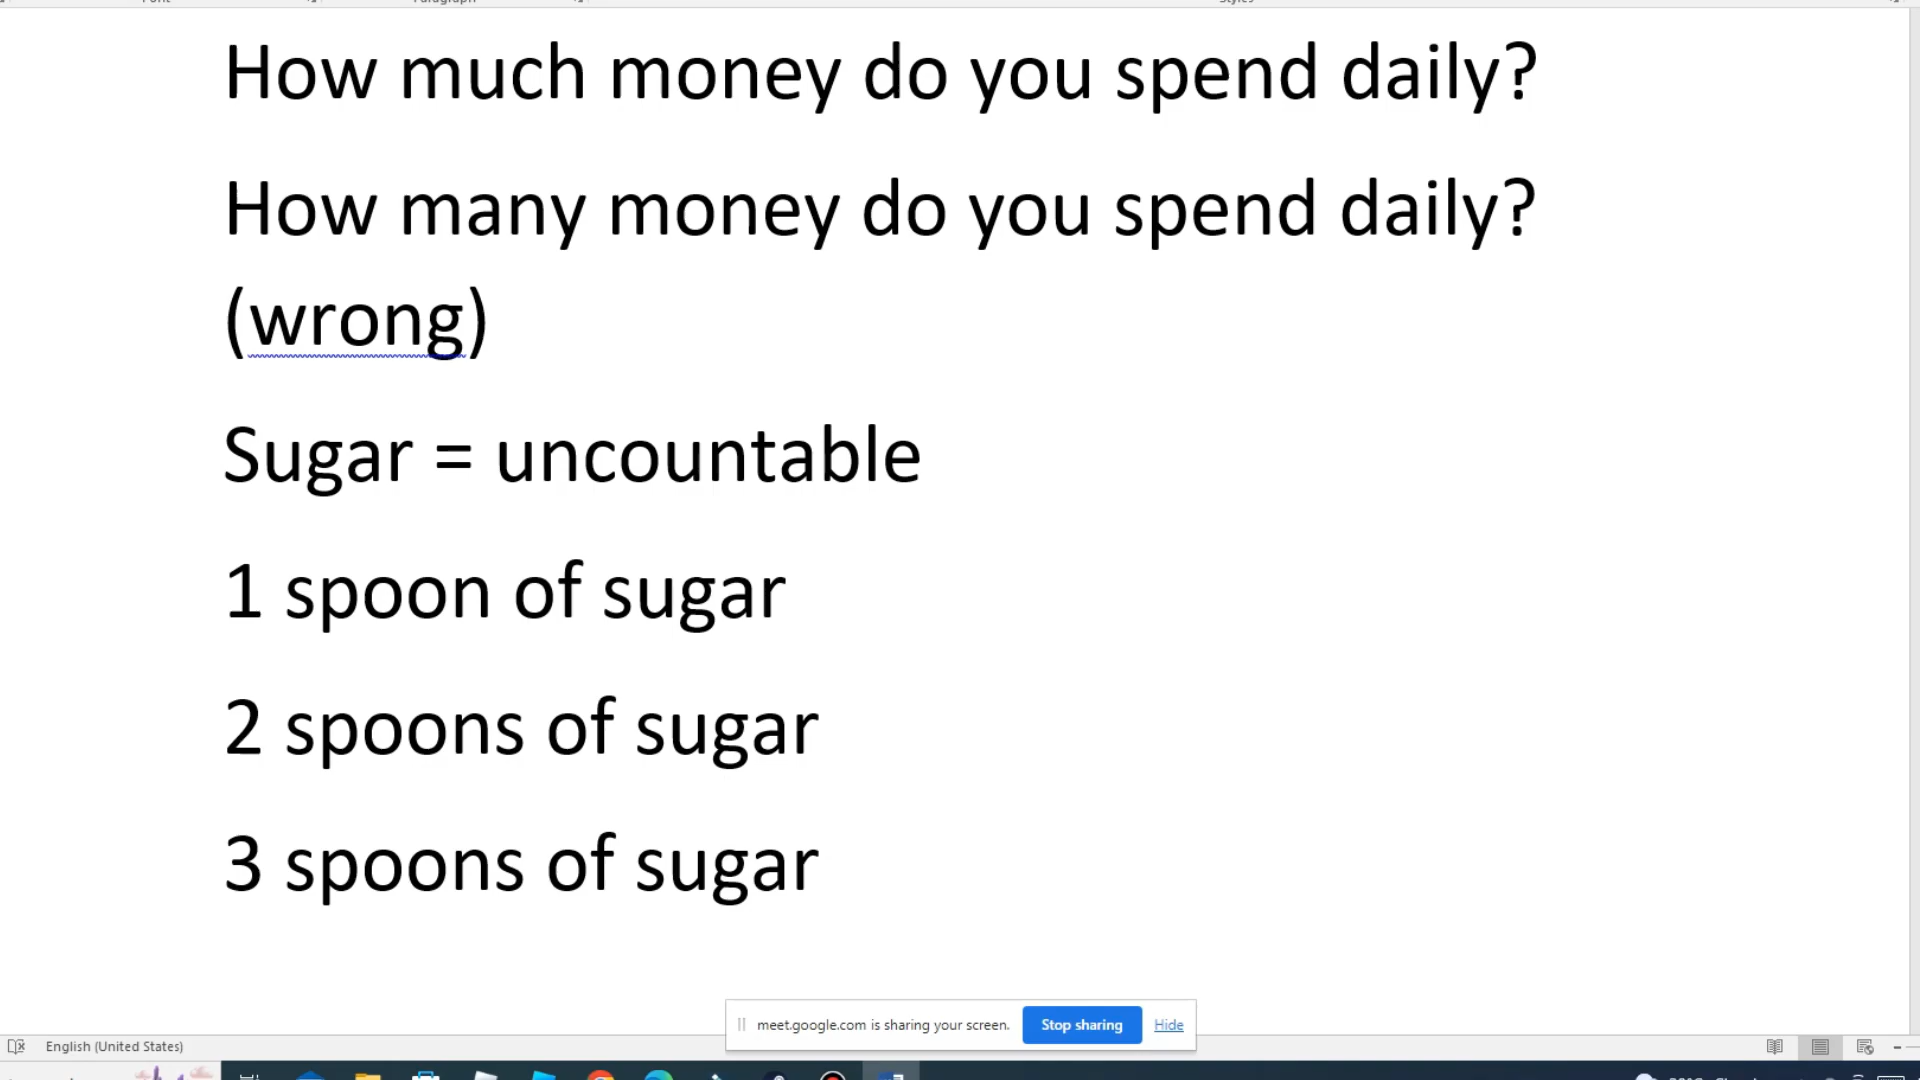 How much money do you spend daily?
How many money do you spend daily?
(wrong)
Sugar = uncountable
1 spoon of sugar
2 spoons of sugar
3 spoons of sugar
meet.google.com is sharing your screen. Stop sharing Hide
English (United States)